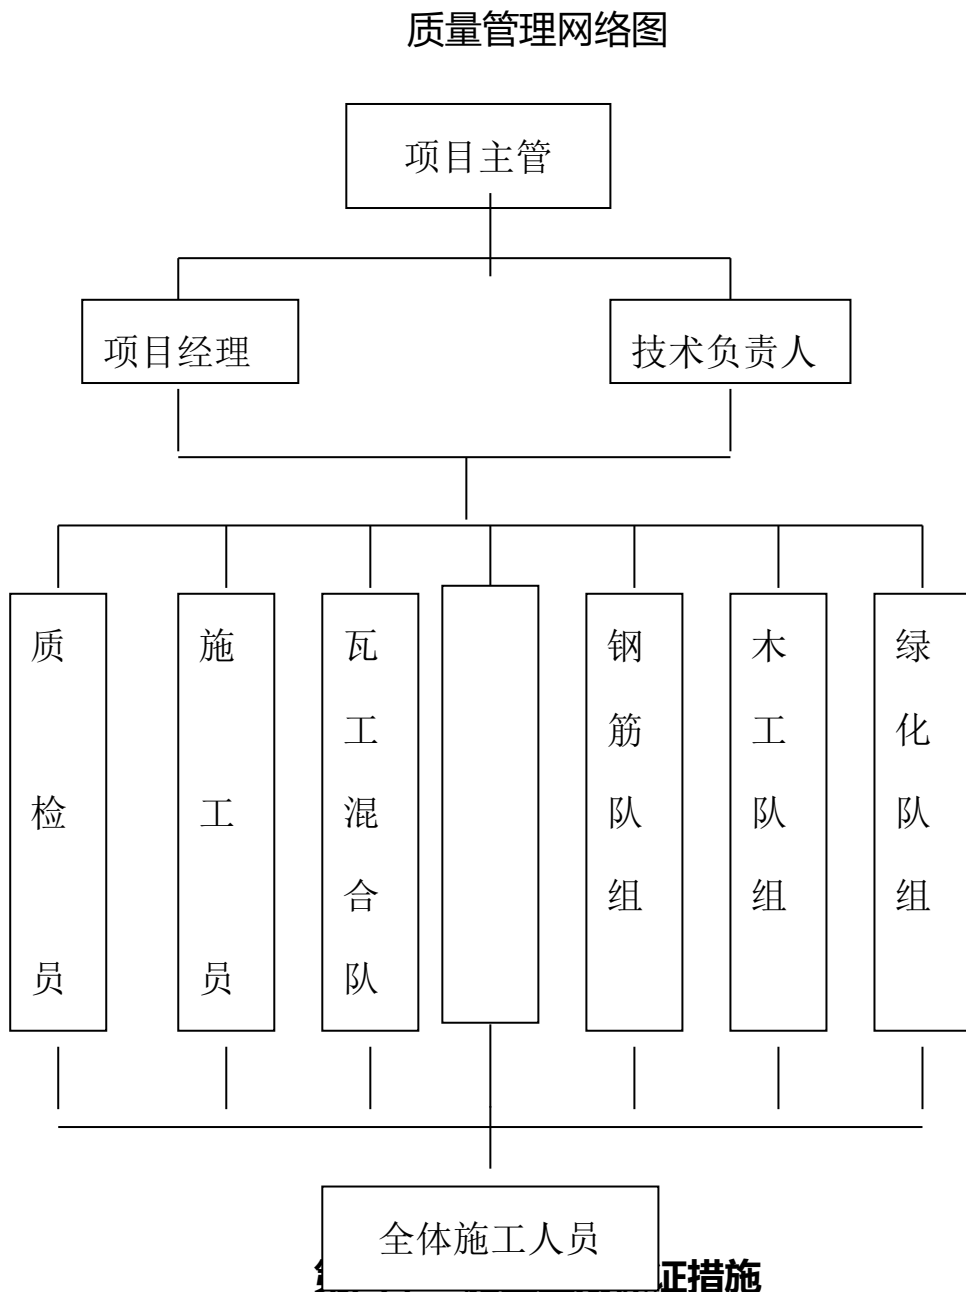 质量管理网络图
项目主管
项目经理
技术负责人
质检员
施工员
瓦工混合队
钢筋队组
木工队组
绿化队组
全体施工人员
证措施